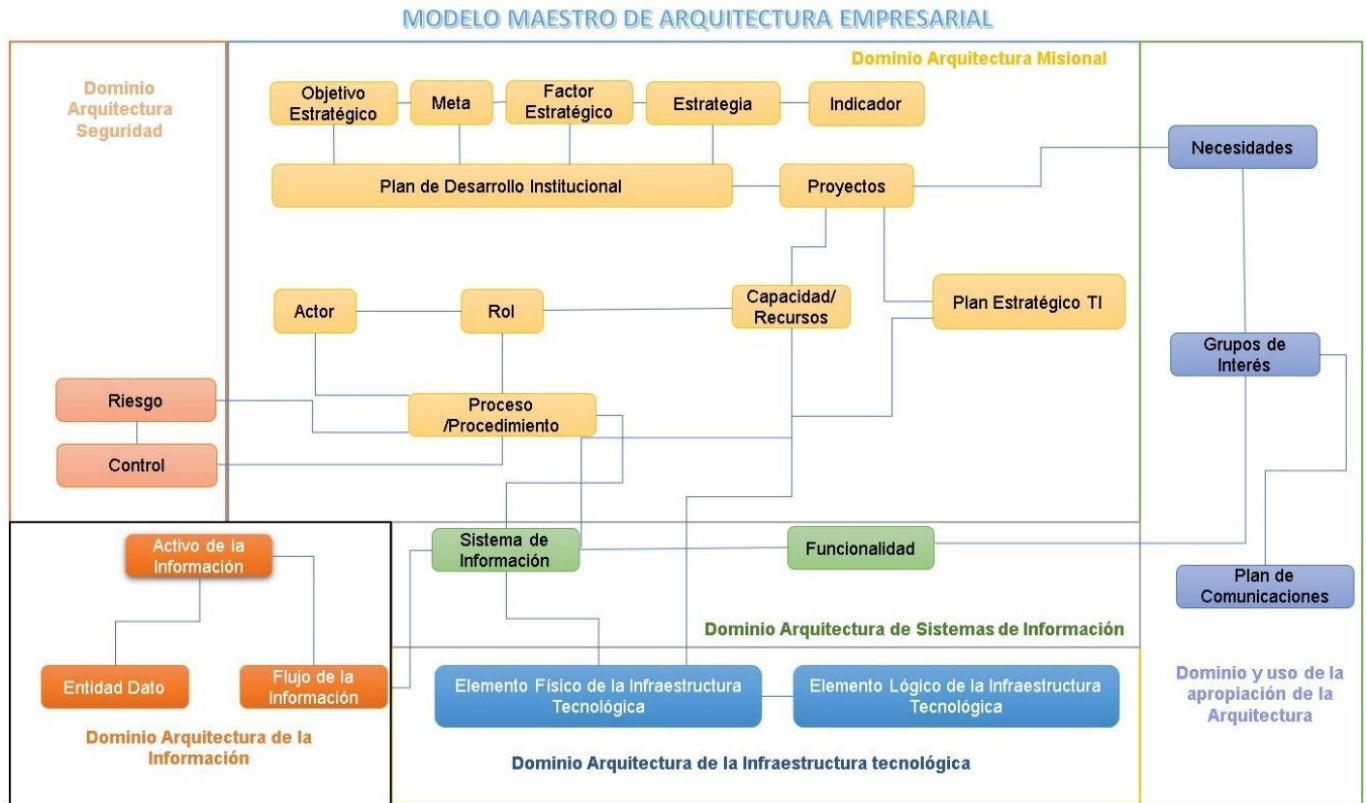 MODELO MAESTRO DE ARQUITECTURA EMPRESARIAL
Dominio
Arquitectura
Seguridad
Dominio Arquitectura Misional
Objetivo
Estratégico
Meta
Factor
Estratégico
Estrategia
Indicador
Necesidades
Plan de Desarrollo Institucional
Proyectos
Actor
Rol
Capacidad/
Recursos
Plan Estratégico TI
Grupos de
Interés
Riesgo
Proceso
/Procedimiento
Control
Activo de la
Información
Sistema de
Información
Funcionalidad
Plan de
Comunicaciones
Dominio Arquitectura de Sistemas de Información
Entidad Dato
Flujo de la
Información
Elemento Físico de la Infraestructura
Tecnológica
Elemento Lógico de la Infraestructura
Tecnológica
Dominio y uso de la
apropiación de la
Arquitectura
Dominio Arquitectura de la
Información
Dominio Arquitectura de la Infraestructura tecnológica